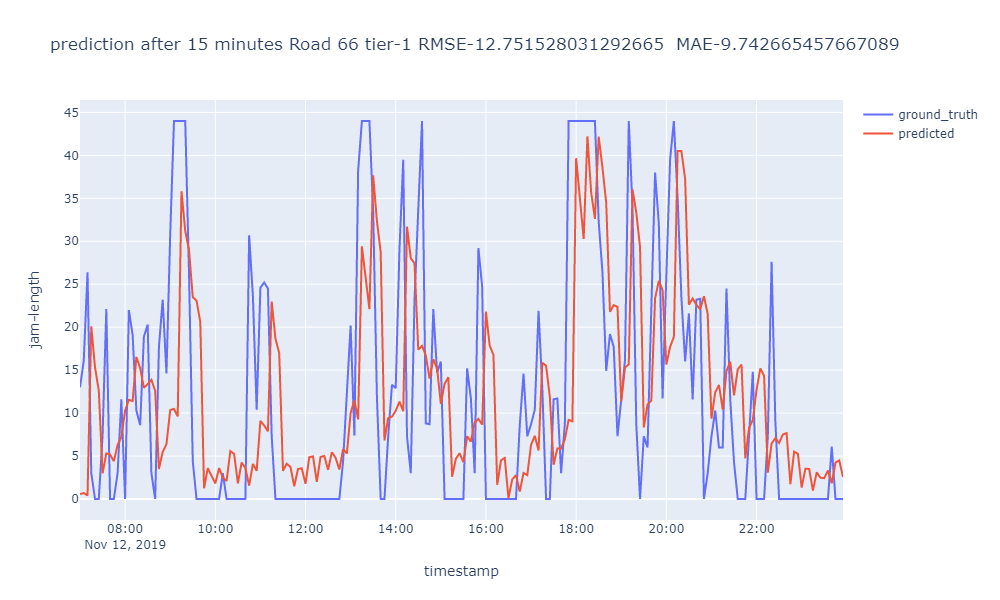 prediction after 15 minutes Road 66 tier-1 RMSE-12.751528031292665  MAE-9.742665457667089
ground_truth
predicted
45
40
35
30
25
20
15
10
5
0
jam-length
08:00 10:00 12:00 14:00 16:00 18:00 20:00 22:00
Nov 12, 2019
timestamp